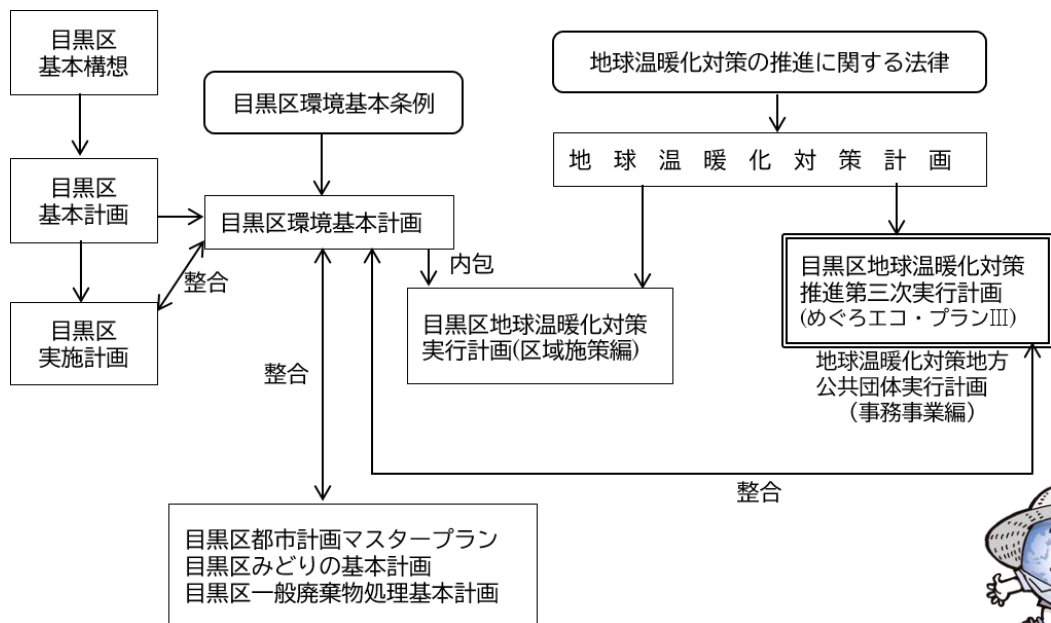 目黒区
基本構想
目黒区環境基本条例
地球温暖化対策の推進に関する法律
地球温暖化対策計画
目黒区
基本計画
目黒区環境基本計画
整合
内包
目黒区
実施計画
目黒区地球温暖化対策
実行計画(区域施策編)
目黒区地球温暖化対策
推進第三次実行計画
(めぐろエコ・プランⅢ)
地球温暖化対策地方
公共団体実行計画
（事務事業編）
整合
整合
目黒区都市計画マスタープラン
目黒区みどりの基本計画
目黒区一般廃棄物処理基本計画